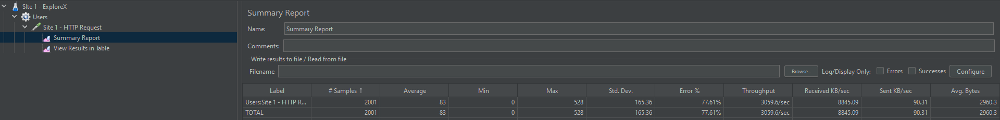 SIte 1 - ExploreX
Users
Site 1 - HTTP Request
Summary Report
View Results in Table
Summary Report
Name: Summary Report
Comments:
Write results to file / Read from file
Filename Browse... Log/Display Only: Errors Successes Configure
Label # Samples ↑ Average Min Max Std. Dev. Error % Throughput Received KB/sec Sent KB/sec Avg. Bytes
Users:Site 1 - HTTP R... 2001 83 0 528 165.36 77.61% 3059.6/sec 8845.09 90.31 2960.3
TOTAL 2001 83 0 528 165.36 77.61% 3059.6/sec 8845.09 90.31 2960.3